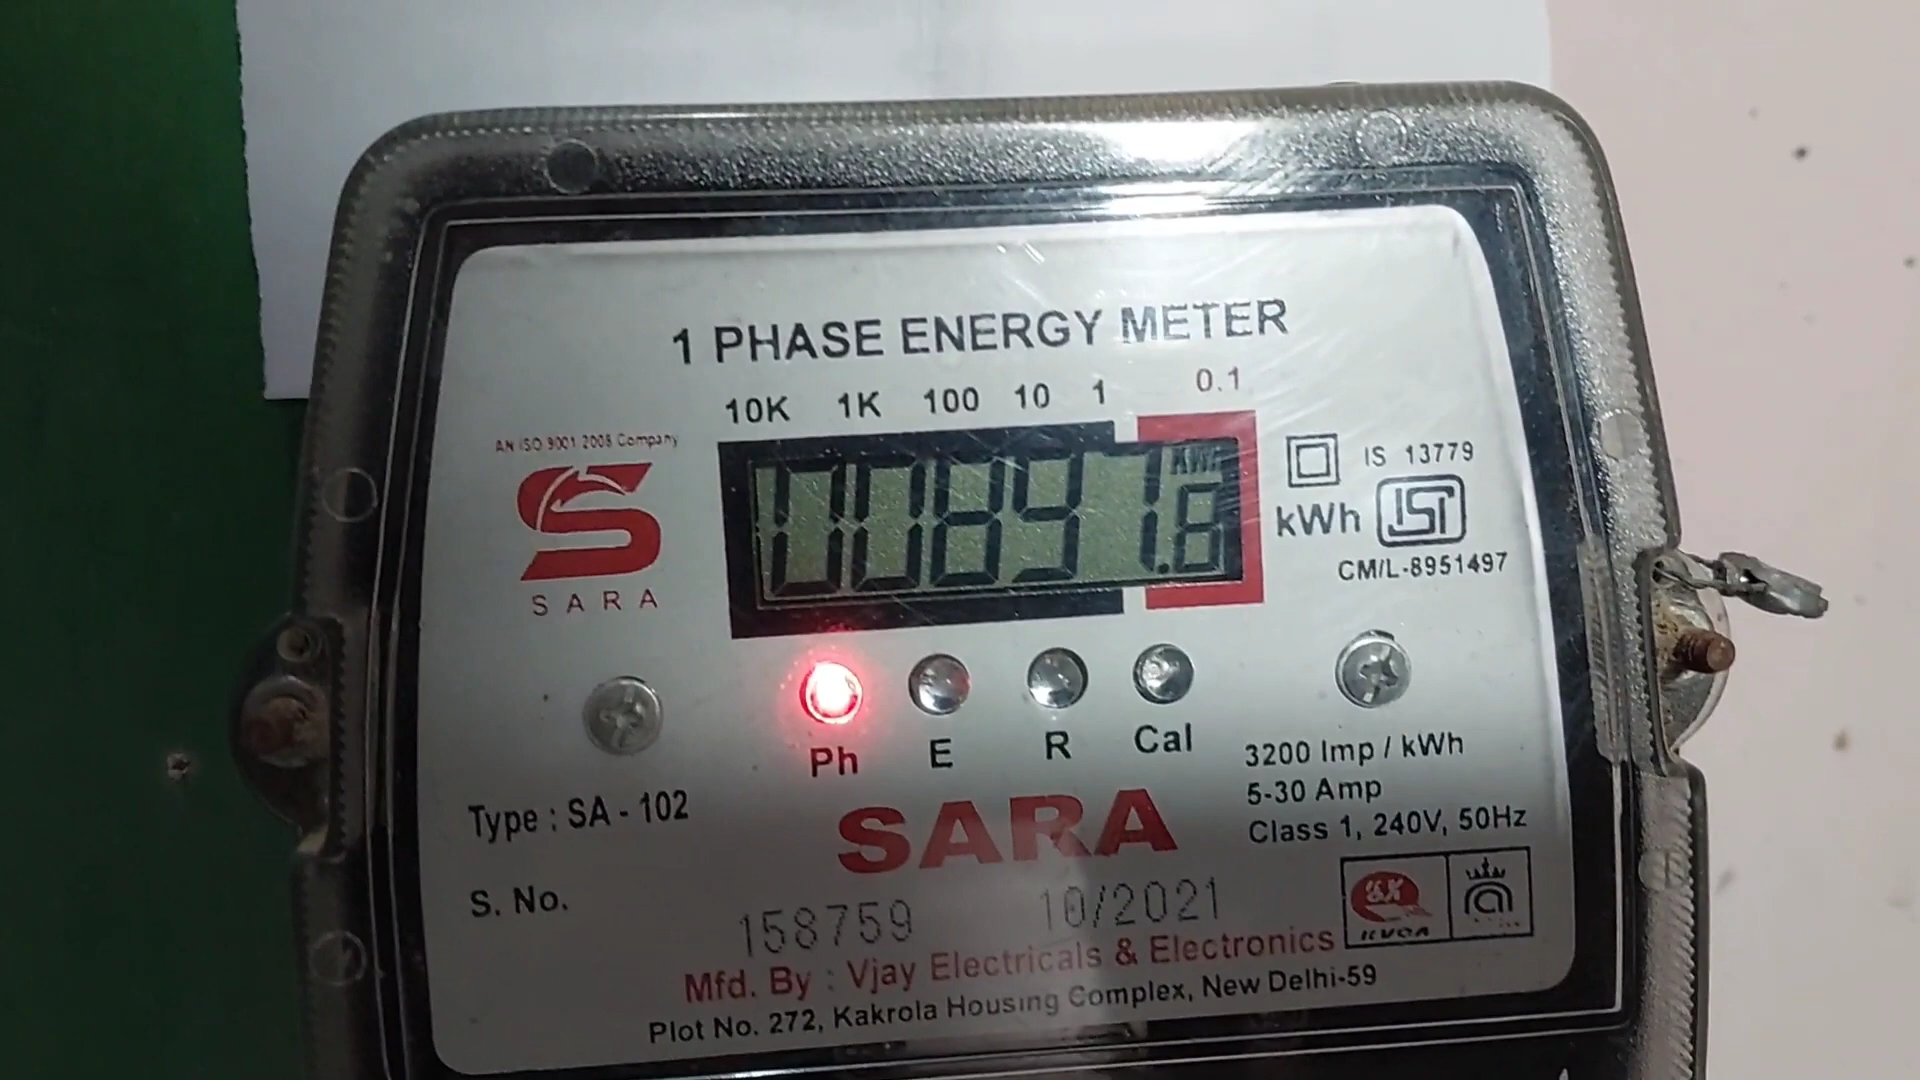 1 PHASE ENERGY METER
10K 1K 100 10 1 0.1
AN ISO 9001 2008 Company
SARA
00897.6
kWh
IS 13779
kWh
ISI
CM/L-8951497
Ph E R Cal
3200 Imp / kWh
5-30 Amp
Class 1, 240V, 50Hz
Type : SA - 102
SARA
S. No.
158759 10/2021
Mfd. By : Vjay Electricals & Electronics
Plot No. 272, Kakrola Housing Complex, New Delhi-59